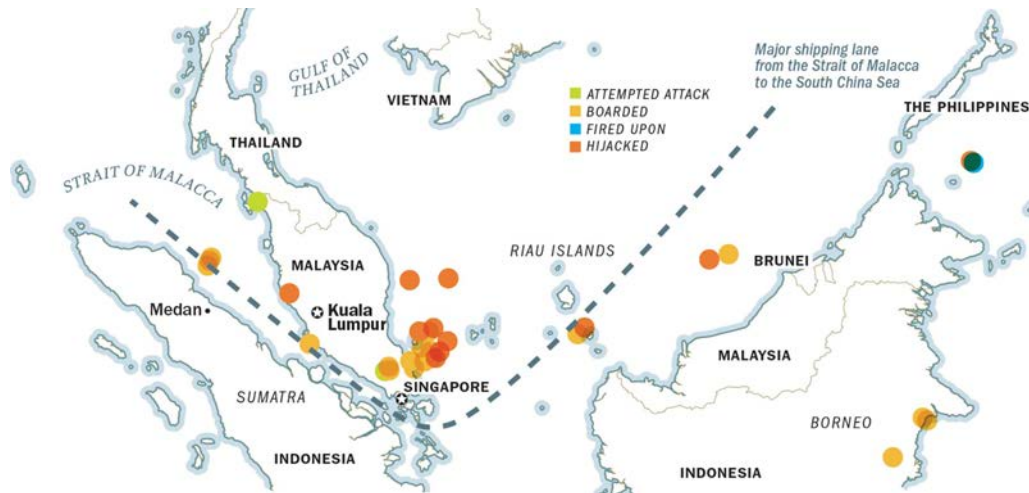 GULF OF
THAILAND
VIETNAM
ATTEMPTED ATTACK
BOARDED
FIRED UPON
HIJACKED
Major shipping lane
from the Strait of Malacca
to the South China Sea
THE PHILIPPINES
THAILAND
STRAIT OF MALACCA
RIAU ISLANDS
BRUNEI
MALAYSIA
Medan
Kuala
Lumpur
MALAYSIA
SINGAPORE
SUMATRA
BORNEO
INDONESIA
INDONESIA